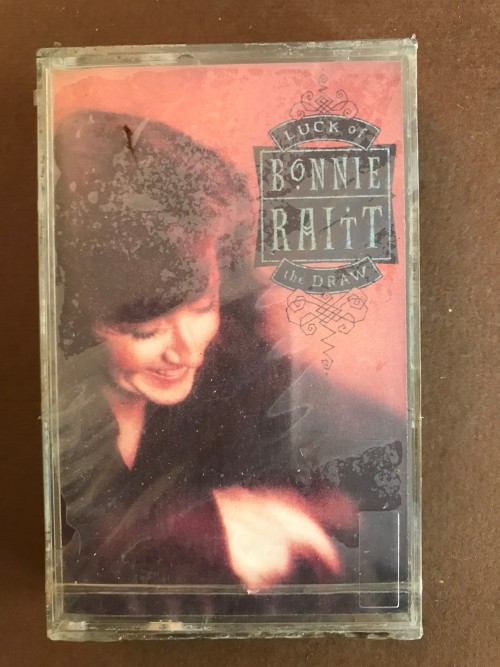 LUCK of
BONNIE
RAITT
the DRAW